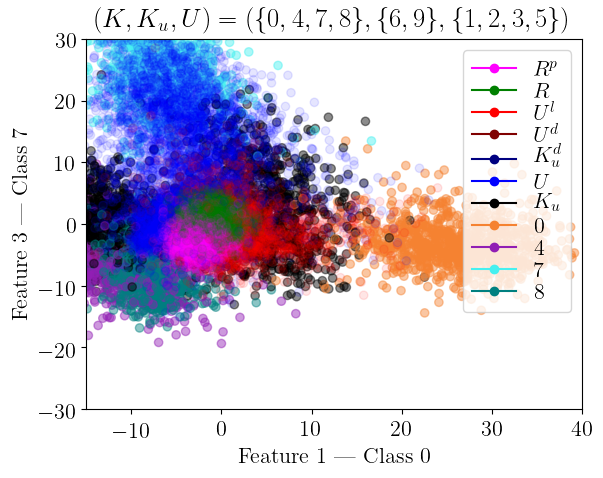 (K, K_u, U) = ({0, 4, 7, 8}, {6, 9}, {1, 2, 3, 5})
30
20
10
0
−10
−20
−30
Feature 3 — Class 7
R^p
R
U^l
U^d
K_u^d
U
K_u
0
4
7
8
−10
0
10
20
30
40
Feature 1 — Class 0